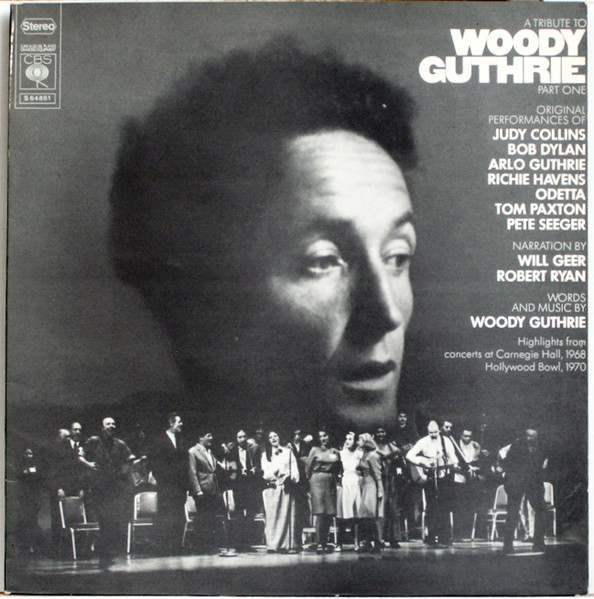 Stereo
CBS
S 64861
A TRIBUTE TO
WOODY
GUTHRIE
PART ONE
ORIGINAL
PERFORMANCES OF
JUDY COLLINS
BOB DYLAN
ARLO GUTHRIE
RICHIE HAVENS
ODETTA
TOM PAXTON
PETE SEEGER
NARRATION BY
WILL GEER
ROBERT RYAN
WORDS
AND MUSIC BY
WOODY GUTHRIE
Highlights from
concerts at Carnegie Hall, 1968
Hollywood Bowl, 1970